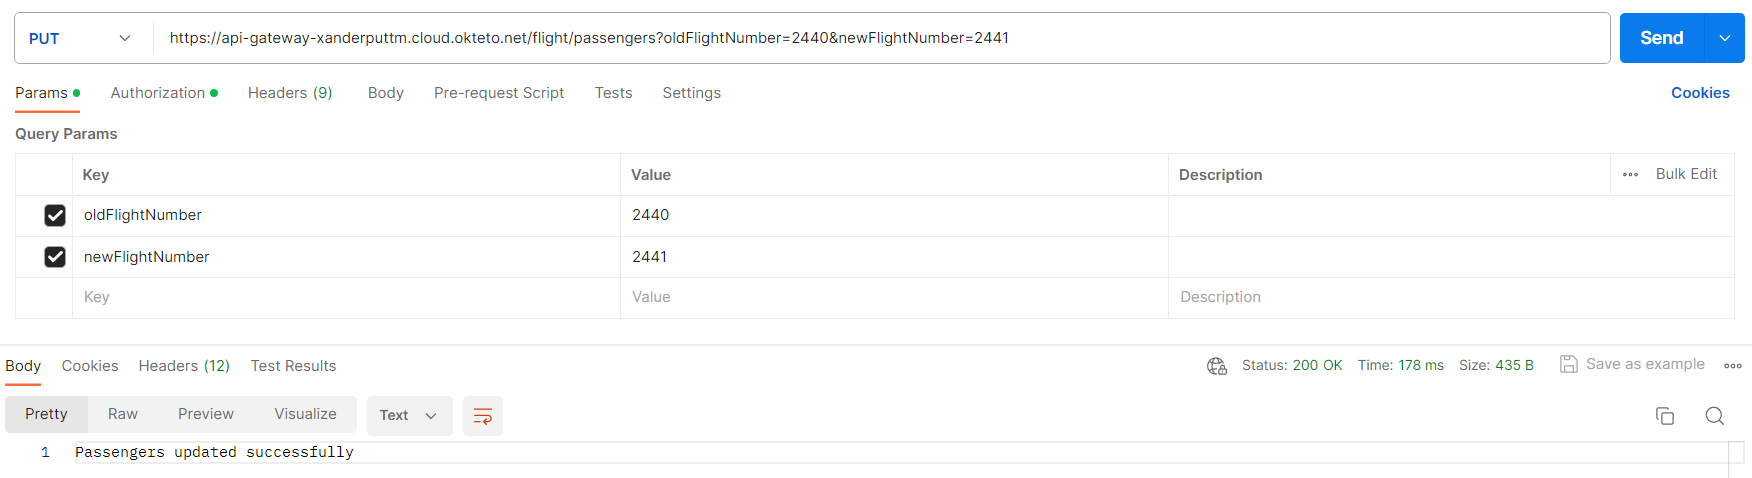 PUT https://api-gateway-xanderputtm.cloud.okteto.net/flight/passengers?oldFlightNumber=2440&newFlightNumber=2441 Send
Params Authorization Headers (9) Body Pre-request Script Tests Settings Cookies
Query Params
Key Value Description Bulk Edit
oldFlightNumber 2440
newFlightNumber 2441
Key Value Description
Body Cookies Headers (12) Test Results Status: 200 OK Time: 178 ms Size: 435 B Save as example
Pretty Raw Preview Visualize Text
1 Passengers updated successfully